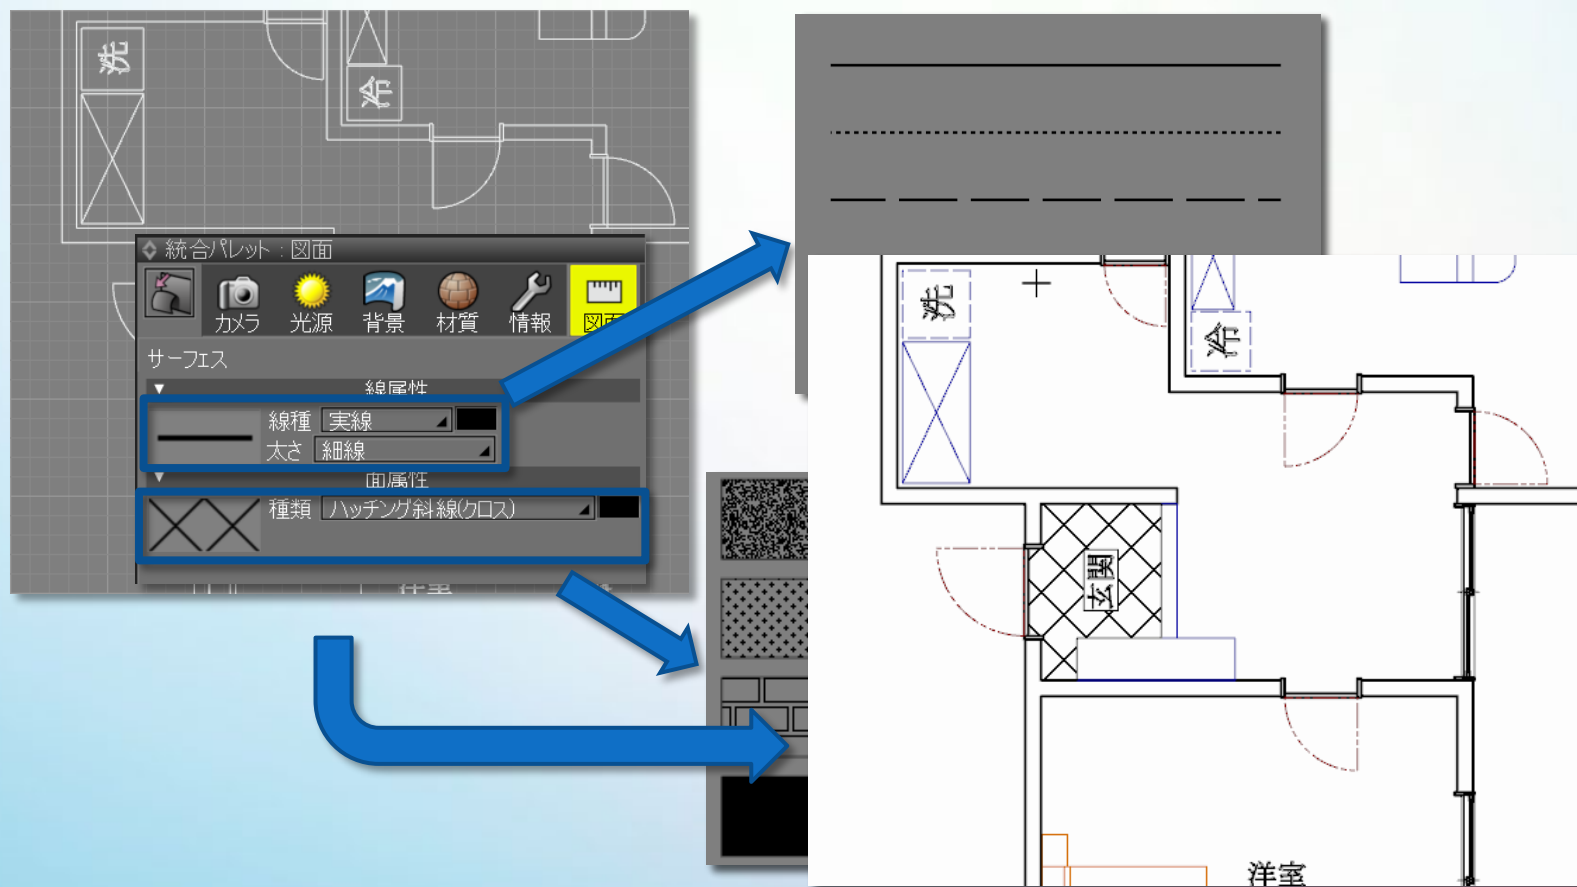 洗
冷
統合パレット：図面
カメラ
光源
背景
材質
情報
サーフェス
線属性
線種 実線
太さ 細線
面属性
種類 ハッチング斜線(クロス)
洗
冷
玄関
洋室